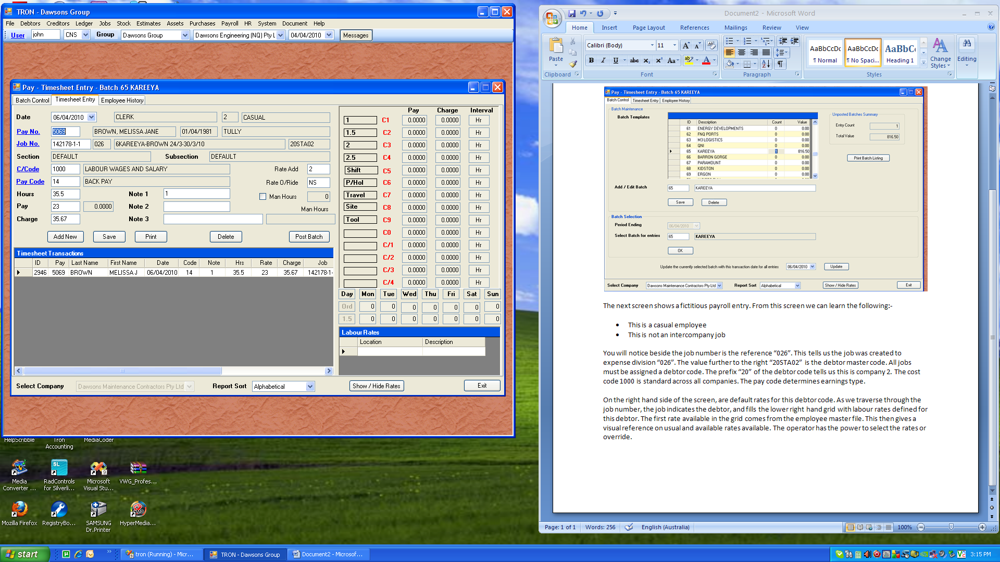 TRON - Dawsons Group
File Debtors Creditors Ledger Jobs Stock Estimates Assets Purchases Payroll HR System Document Help
User john CNS Group Dawsons Group Dawsons Engineering (NQ) Pty L 04/04/2010 Messages
Pay - Timesheet Entry - Batch 65 KAREEYA
Batch Control Timesheet Entry Employee History
Date 06/04/2010 CLERK 2 CASUAL
Pay No. 5069 BROWN, MELISSA JANE 01/04/1981 TULLY
Job No. 142178-1-1 026 6KAREEYA-BROWN 24/3-30/3/10 20STA02
Section DEFAULT Subsection DEFAULT
C/Code 1000 LABOUR WAGES AND SALARY Rate Add 2
Pay Code 14 BACK PAY Rate O/Ride NS
Hours 35.5 Note 1 1 Man Hours 0
Pay 23 0.0000 Note 2 Man Hours
Charge 35.67 Note 3
Add New Save Print Delete Post Batch
Timesheet Transactions
ID Pay Last Name First Name Date Code Note Hrs Rate Charge Job
2946 5069 BROWN MELISSA J 06/04/2010 14 1 35.5 23 35.67 142178-1-
Pay Charge Interval
1 C1 0.0000 0.0000 Hr
1.5 C2 0.0000 0.0000 Hr
2 C3 0.0000 0.0000 Hr
2.5 C4 0.0000 0.0000 Hr
Shift C5 0.0000 0.0000 Hr
P/Hol C6 0.0000 0.0000 Hr
Travel C7 0.0000 0.0000 Hr
Site C8 0.0000 0.0000 Hr
Tool C9 0.0000 0.0000 Hr
C0 0.0000 0.0000 Hr
C/1 0.0000 0.0000 Hr
C/2 0.0000 0.0000 Hr
C/3 0.0000 0.0000 Hr
C/4 0.0000 0.0000 Hr
Day Mon Tue Wed Thu Fri Sat Sun
Ord 0 0 0 0 0 0 0
1.5 0 0 0 0 0 0 0
Labour Rates
Location Description
Select Company Dawsons Maintenance Contractors Pty Ltd Report Sort Alphabetical Show / Hide Rates Exit
HelpScribble
Tron Accounting
MediaCoder
Media Converter ...
RadControls for Silverli...
Microsoft Visual Stu...
VWG_Profes...
Mozilla Firefox
RegistryBo...
SAMSUNG Dr.Printer
HyperMedia...
Document2 - Microsoft Word
Home Insert Page Layout References Mailings Review View
Paste
Calibri (Body) 11
AaBbCcDc AaBbCcDc AaBbCc
¶ Normal ¶ No Spaci... Heading 1
Change Styles
Editing
Clipboard Font Paragraph Styles
Pay - Timesheet Entry - Batch 65 KAREEYA
Batch Control Timesheet Entry Employee History
Batch Maintenance
Batch Templates
ID Description Count Value
61 ENERGY DEVELOPMENTS 0 0.00
62 FNQ PORTS 0 0.00
63 M3 LOGISTICS 0 0.00
64 QNI 0 0.00
65 KAREEYA 1 816.50
66 BARRON GORGE 0 0.00
67 PARAMOUNT 0 0.00
68 KIDSTON 0 0.00
69 ERGON 0 0.00
Unposted Batches Summary
Entry Count 1
Total Value 816.50
Print Batch Listing
Add / Edit Batch 65 KAREEYA
Save Delete
Batch Selection
Period Ending 06/04/2010
Select Batch for entries 65 KAREEYA
OK
Update the currently selected batch with this transaction date for all entries 06/04/2010 Update
Select Company Dawsons Maintenance Contractors Pty Ltd Report Sort Alphabetical Show / Hide Rates Exit
The next screen shows a fictitious payroll entry. From this screen we can learn the following:-
• This is a casual employee
• This is not an intercompany job
You will notice beside the job number is the reference “026”. This tells us the job was created to
expense division “026”. The value further to the right “20STA02” is the debtor master code. All jobs
must be assigned a debtor code. The prefix “20” of the debtor code tells us this is company 2. The cost
code 1000 is standard across all companies. The pay code determines earnings type.
On the right hand side of the screen, are default rates for this debtor code. As we traverse through the
job number, the job indicates the debtor, and fills the lower right hand grid with labour rates defined for
this debtor. The first rate available in the grid comes from the employee master file. This then gives a
visual reference on usual and available rates available. The operator has the power to select the rates or
override.
Page: 1 of 1 Words: 256 English (Australia) 100%
start
tron (Running) - Micr...
TRON - Dawsons Group
Document2 - Microsof...
3:15 PM